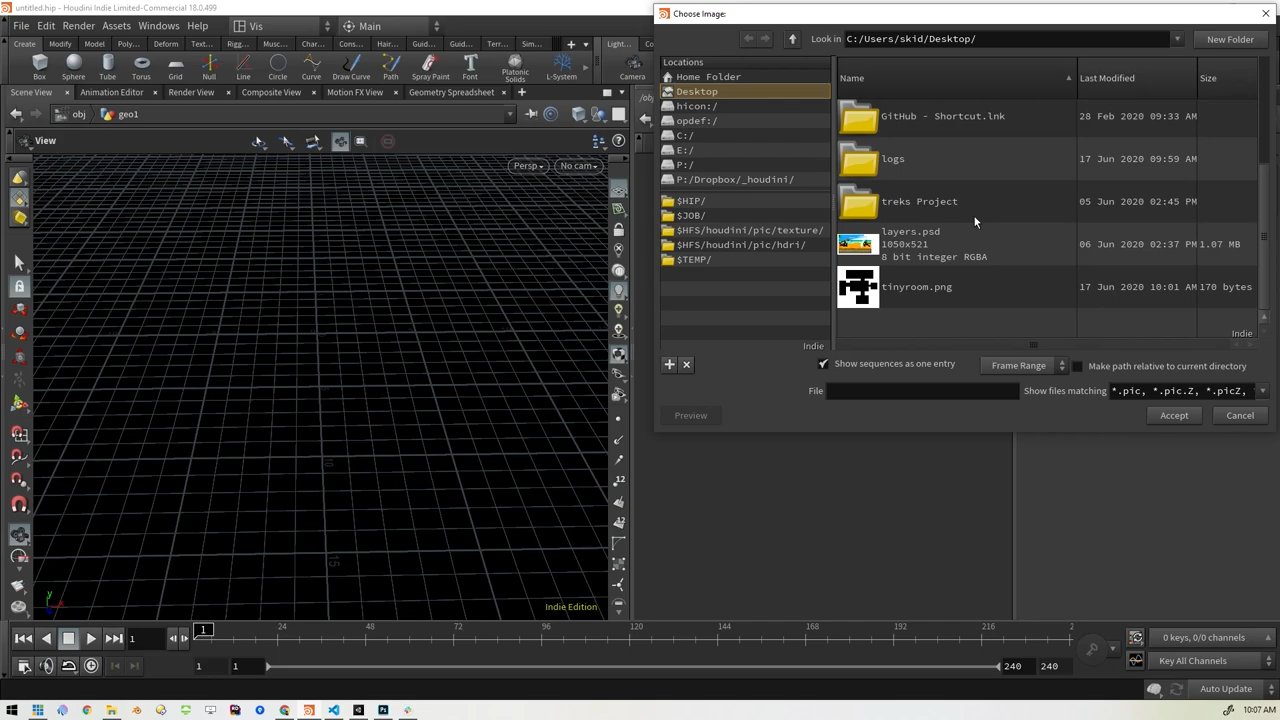 untitled.hip - Houdini Indie Limited-Commercial - 18.0.499
File Edit Render Assets Windows Help Vis Main
Create Modify Model Poly... Deform Text... Rigg... Mus... Char... Cons... Hair... Guid... Guid... Terr... Sim... Light...
Box Sphere Tube Torus Grid Null Line Circle Curve Draw Curve Path Spray Paint Font Platonic Solids L-System Camera
Scene View Animation Editor Render View Composite View Motion FX View Geometry Spreadsheet
obj geo1
View
Persp No cam
15
Indie Edition
Choose Image:
Look in C:/Users/skid/Desktop/ New Folder
Locations
Home Folder
Desktop
hicon:/
opdef:/
C:/
E:/
P:/
P:/Dropbox/_houdini/
$HIP/
$JOB/
$HFS/houdini/pic/texture/
$HFS/houdini/pic/hdri/
$TEMP/
Indie
Name Last Modified Size
GitHub - Shortcut.lnk 28 Feb 2020 09:33 AM
logs 17 Jun 2020 09:59 AM
treks Project 05 Jun 2020 02:45 PM
layers.psd
1050x521 06 Jun 2020 02:37 PM 1.07 MB
8 bit integer RGBA
tinyroom.png 17 Jun 2020 10:01 AM 170 bytes
Indie
Show sequences as one entry Frame Range Make path relative to current directory
File Show files matching *.pic, *.pic.Z, *.picZ,
Preview Accept Cancel
12
1 1 24 48 72 96 120 144 168 192 216 2
0 keys, 0/0 channels
1 1 240 240 Key All Channels
Auto Update
10:07 AM